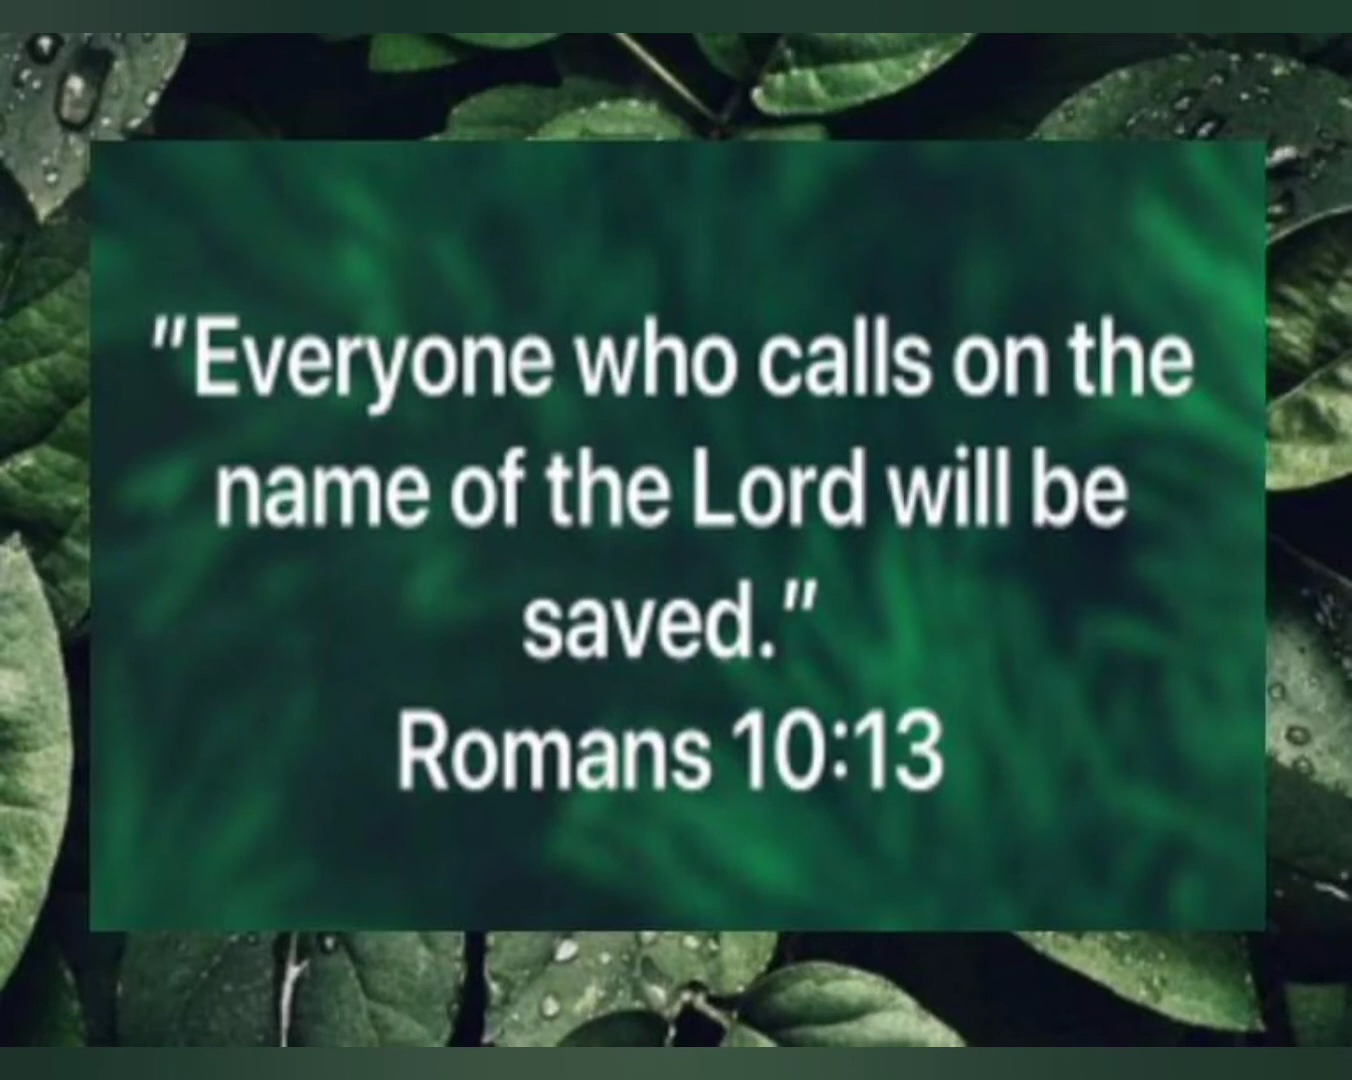 "Everyone who calls on the
name of the Lord will be
saved."
Romans 10:13